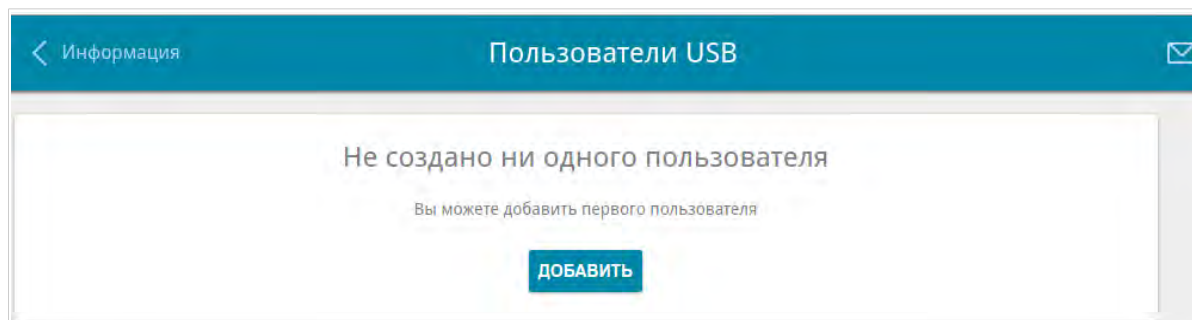 Информация
Пользователи USB
Не создано ни одного пользователя
Вы можете добавить первого пользователя
ДОБАВИТЬ